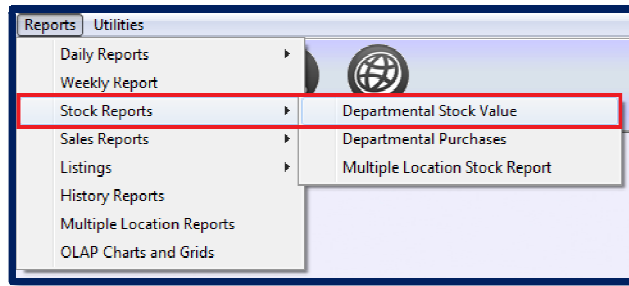 Reports Utilities
Daily Reports
Weekly Report
Stock Reports
Departmental Stock Value
Sales Reports
Departmental Purchases
Listings
Multiple Location Stock Report
History Reports
Multiple Location Reports
OLAP Charts and Grids